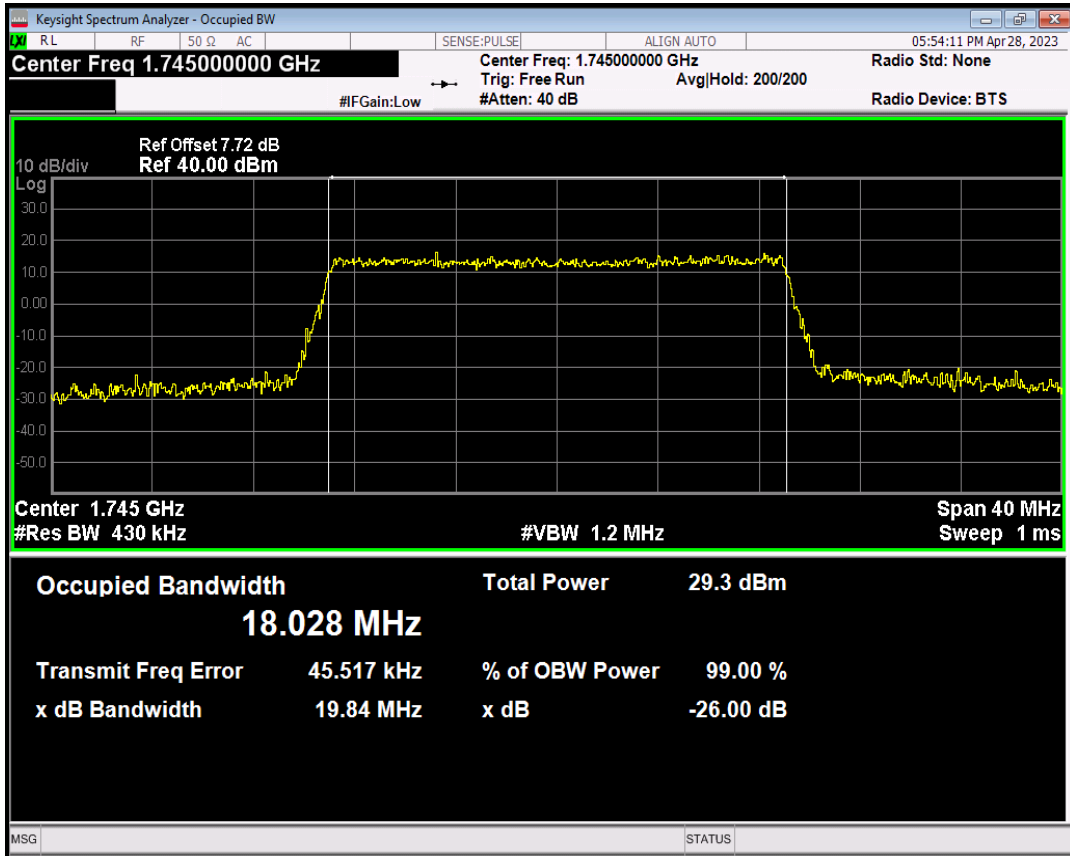 Keysight Spectrum Analyzer - Occupied BW
LXI RL RF 50 Ω AC SENSE:PULSE ALIGN AUTO 05:54:11 PM Apr 28, 2023
Center Freq 1.745000000 GHz Center Freq: 1.745000000 GHz Radio Std: None
Trig: Free Run Avg|Hold: 200/200
#IFGain:Low #Atten: 40 dB Radio Device: BTS
Ref Offset 7.72 dB
10 dB/div Ref 40.00 dBm
Log
30.0
20.0
10.0
0.00
-10.0
-20.0
-30.0
-40.0
-50.0
Center 1.745 GHz Span 40 MHz
#Res BW 430 kHz #VBW 1.2 MHz Sweep 1 ms
Occupied Bandwidth Total Power 29.3 dBm
18.028 MHz
Transmit Freq Error 45.517 kHz % of OBW Power 99.00 %
x dB Bandwidth 19.84 MHz x dB -26.00 dB
MSG STATUS